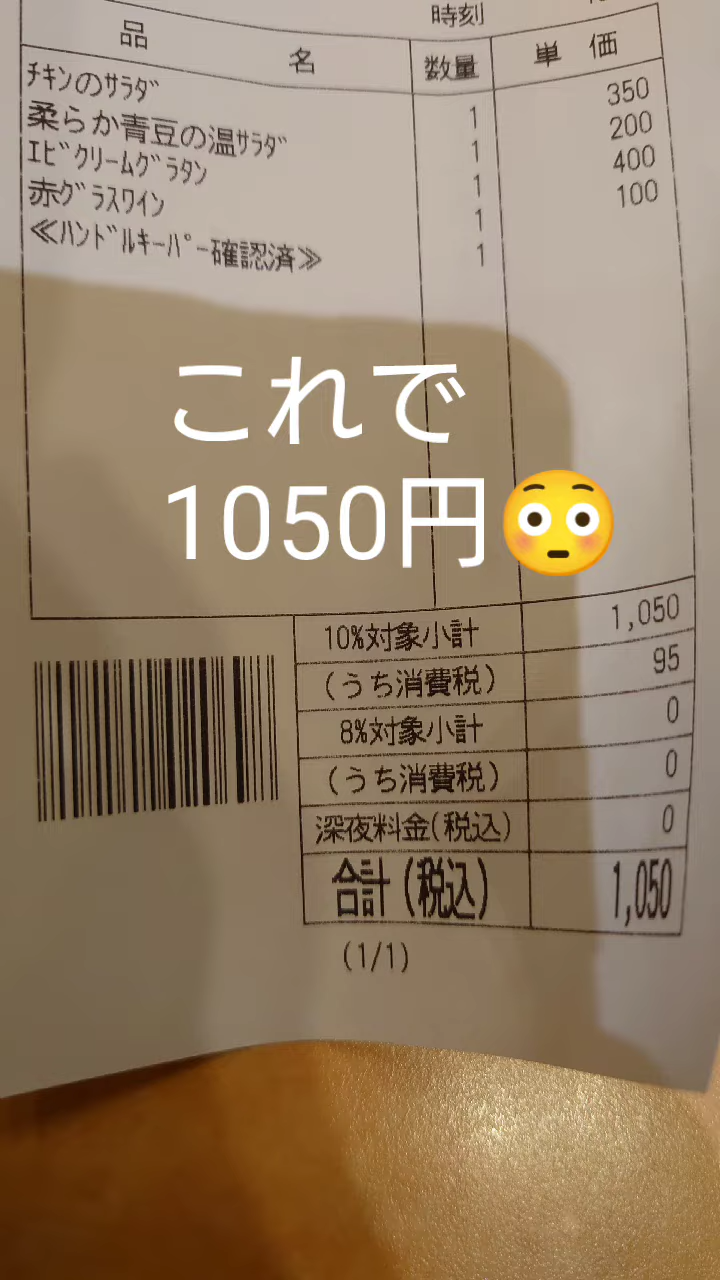 時刻
品 名 数量 単 価
ﾁｷﾝのｻﾗﾀﾞ 1 350
柔らか青豆の温ｻﾗﾀﾞ 1 200
ｴﾋﾞｸﾘｰﾑｸﾞﾗﾀﾝ 1 400
赤ｸﾞﾗｽﾜｲﾝ 1 100
≪ﾊﾝﾄﾞﾙｷｰﾊﾟｰ確認済≫ 1
これで
1050円😳
10%対象小計 1,050
(うち消費税) 95
8%対象小計 0
(うち消費税) 0
深夜料金(税込) 0
合計(税込) 1,050
(1/1)